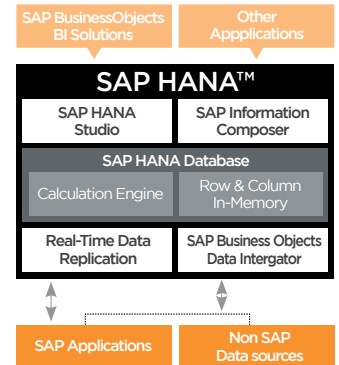 SAP BusinessObjects
BI Solutions
Other
Appplications
SAP HANA™
SAP HANA
Studio
SAP Information
Composer
SAP HANA Database
Calculation Engine
Row & Column
In-Memory
Real-Time Data
Replication
SAP Business Objects
Data Intergator
SAP Applications
Non SAP
Data sources